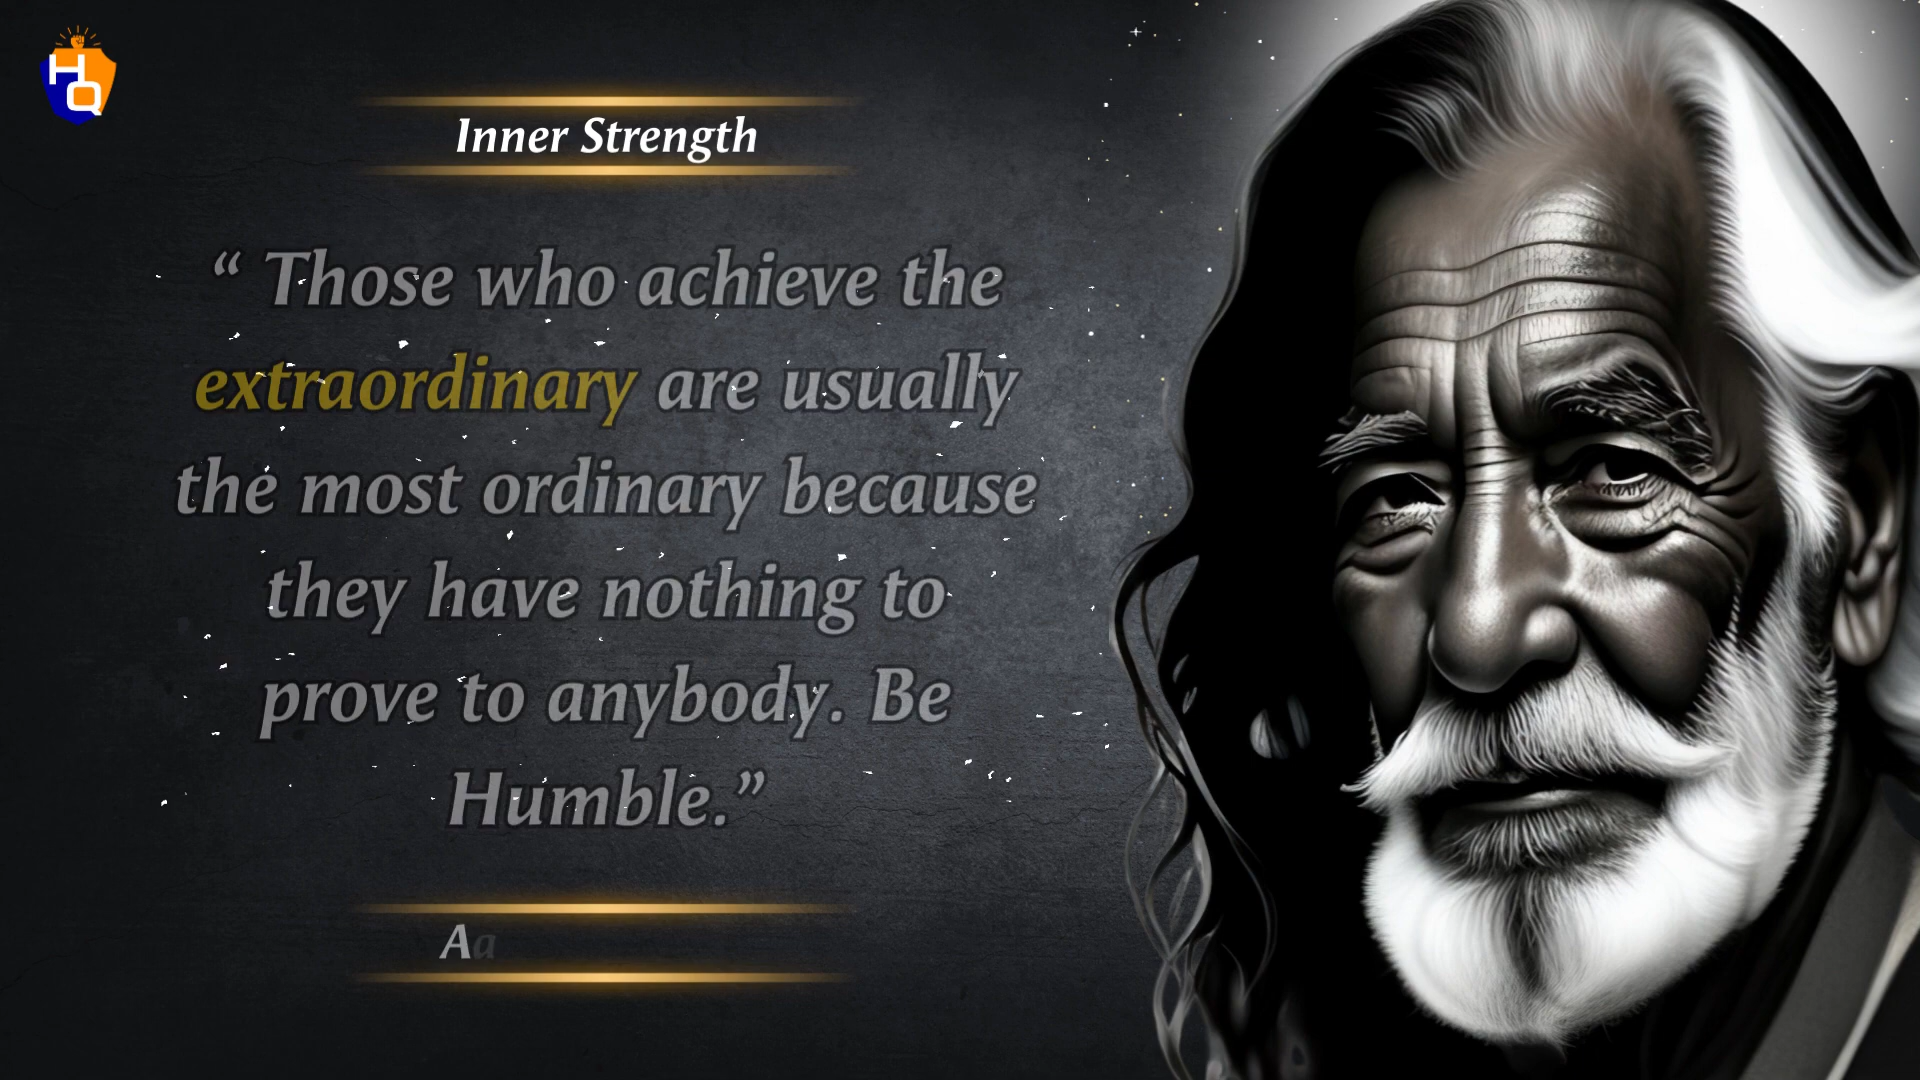 HQ
Inner Strength
“ Those who achieve the
extraordinary are usually
the most ordinary because
they have nothing to
prove to anybody. Be
Humble.”
Aa